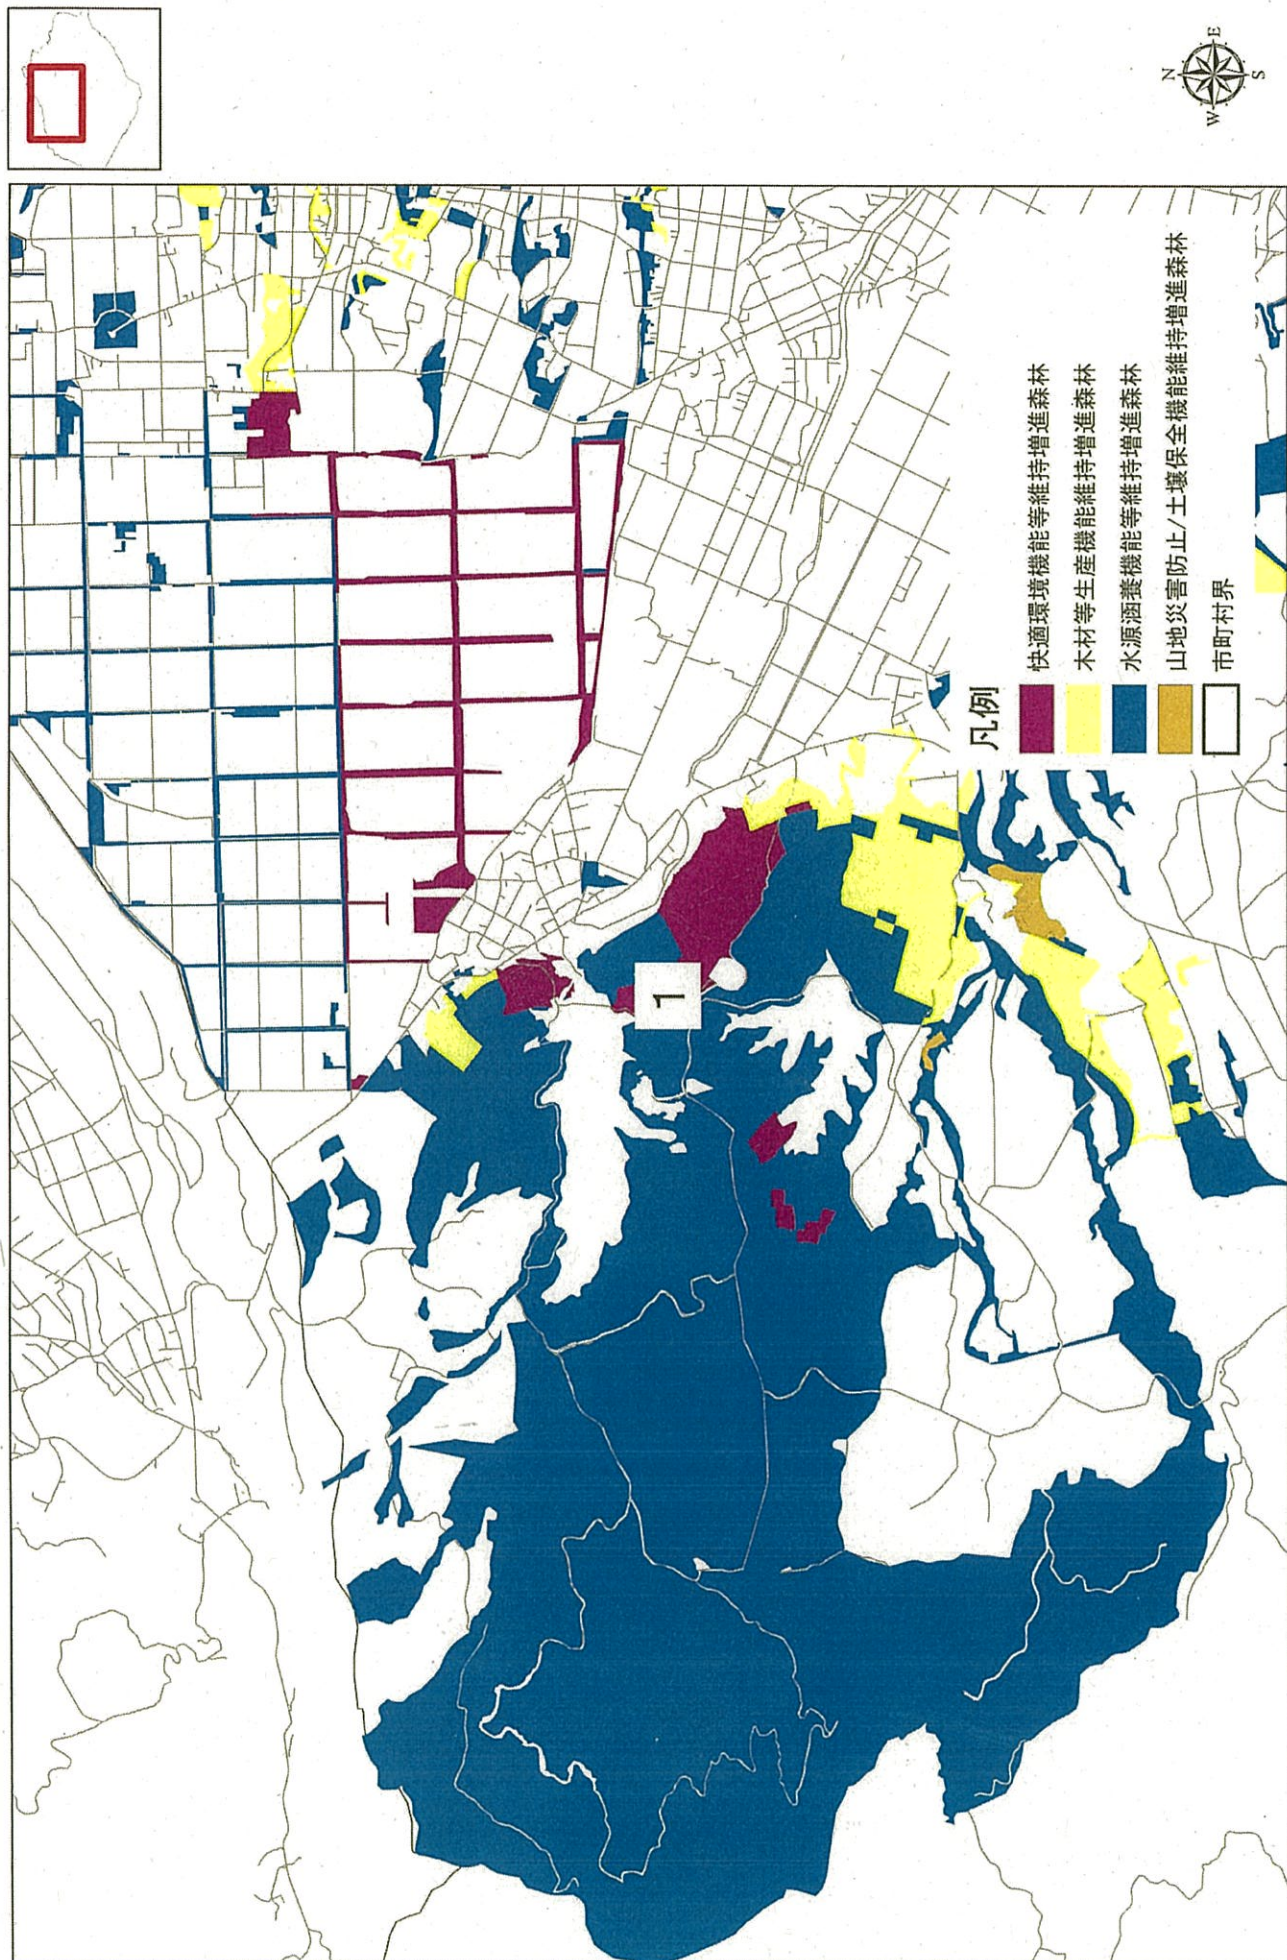 N
W
E
S
1
凡例
快適環境機能等維持増進森林
木材等生産機能維持増進森林
水源涵養機能等維持増進森林
山地災害防止/土壌保全機能維持増進森林
市町村界